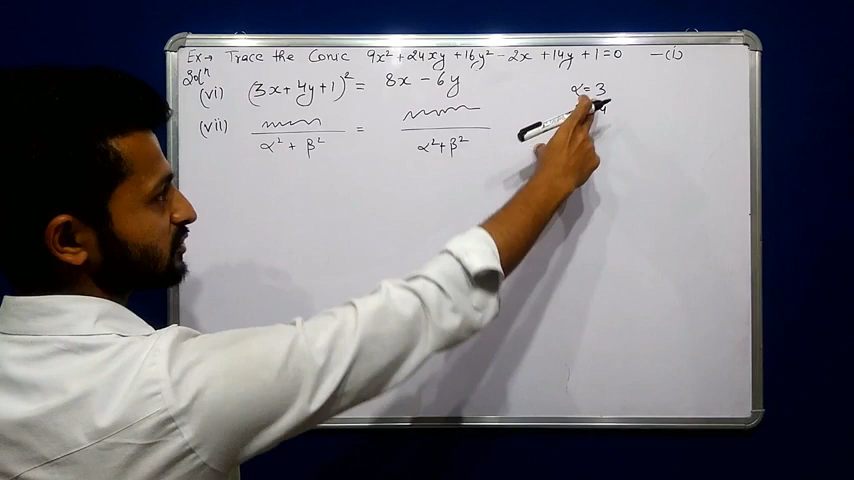 Ex→ Trace the Conic 9x² + 24xy + 16y² - 2x + 14y + 1 = 0 —(i)
Solⁿ
(vi) (3x + 4y + 1)² = 8x - 6y
α = 3
4
(vii) / α² + β² = / α² + β²